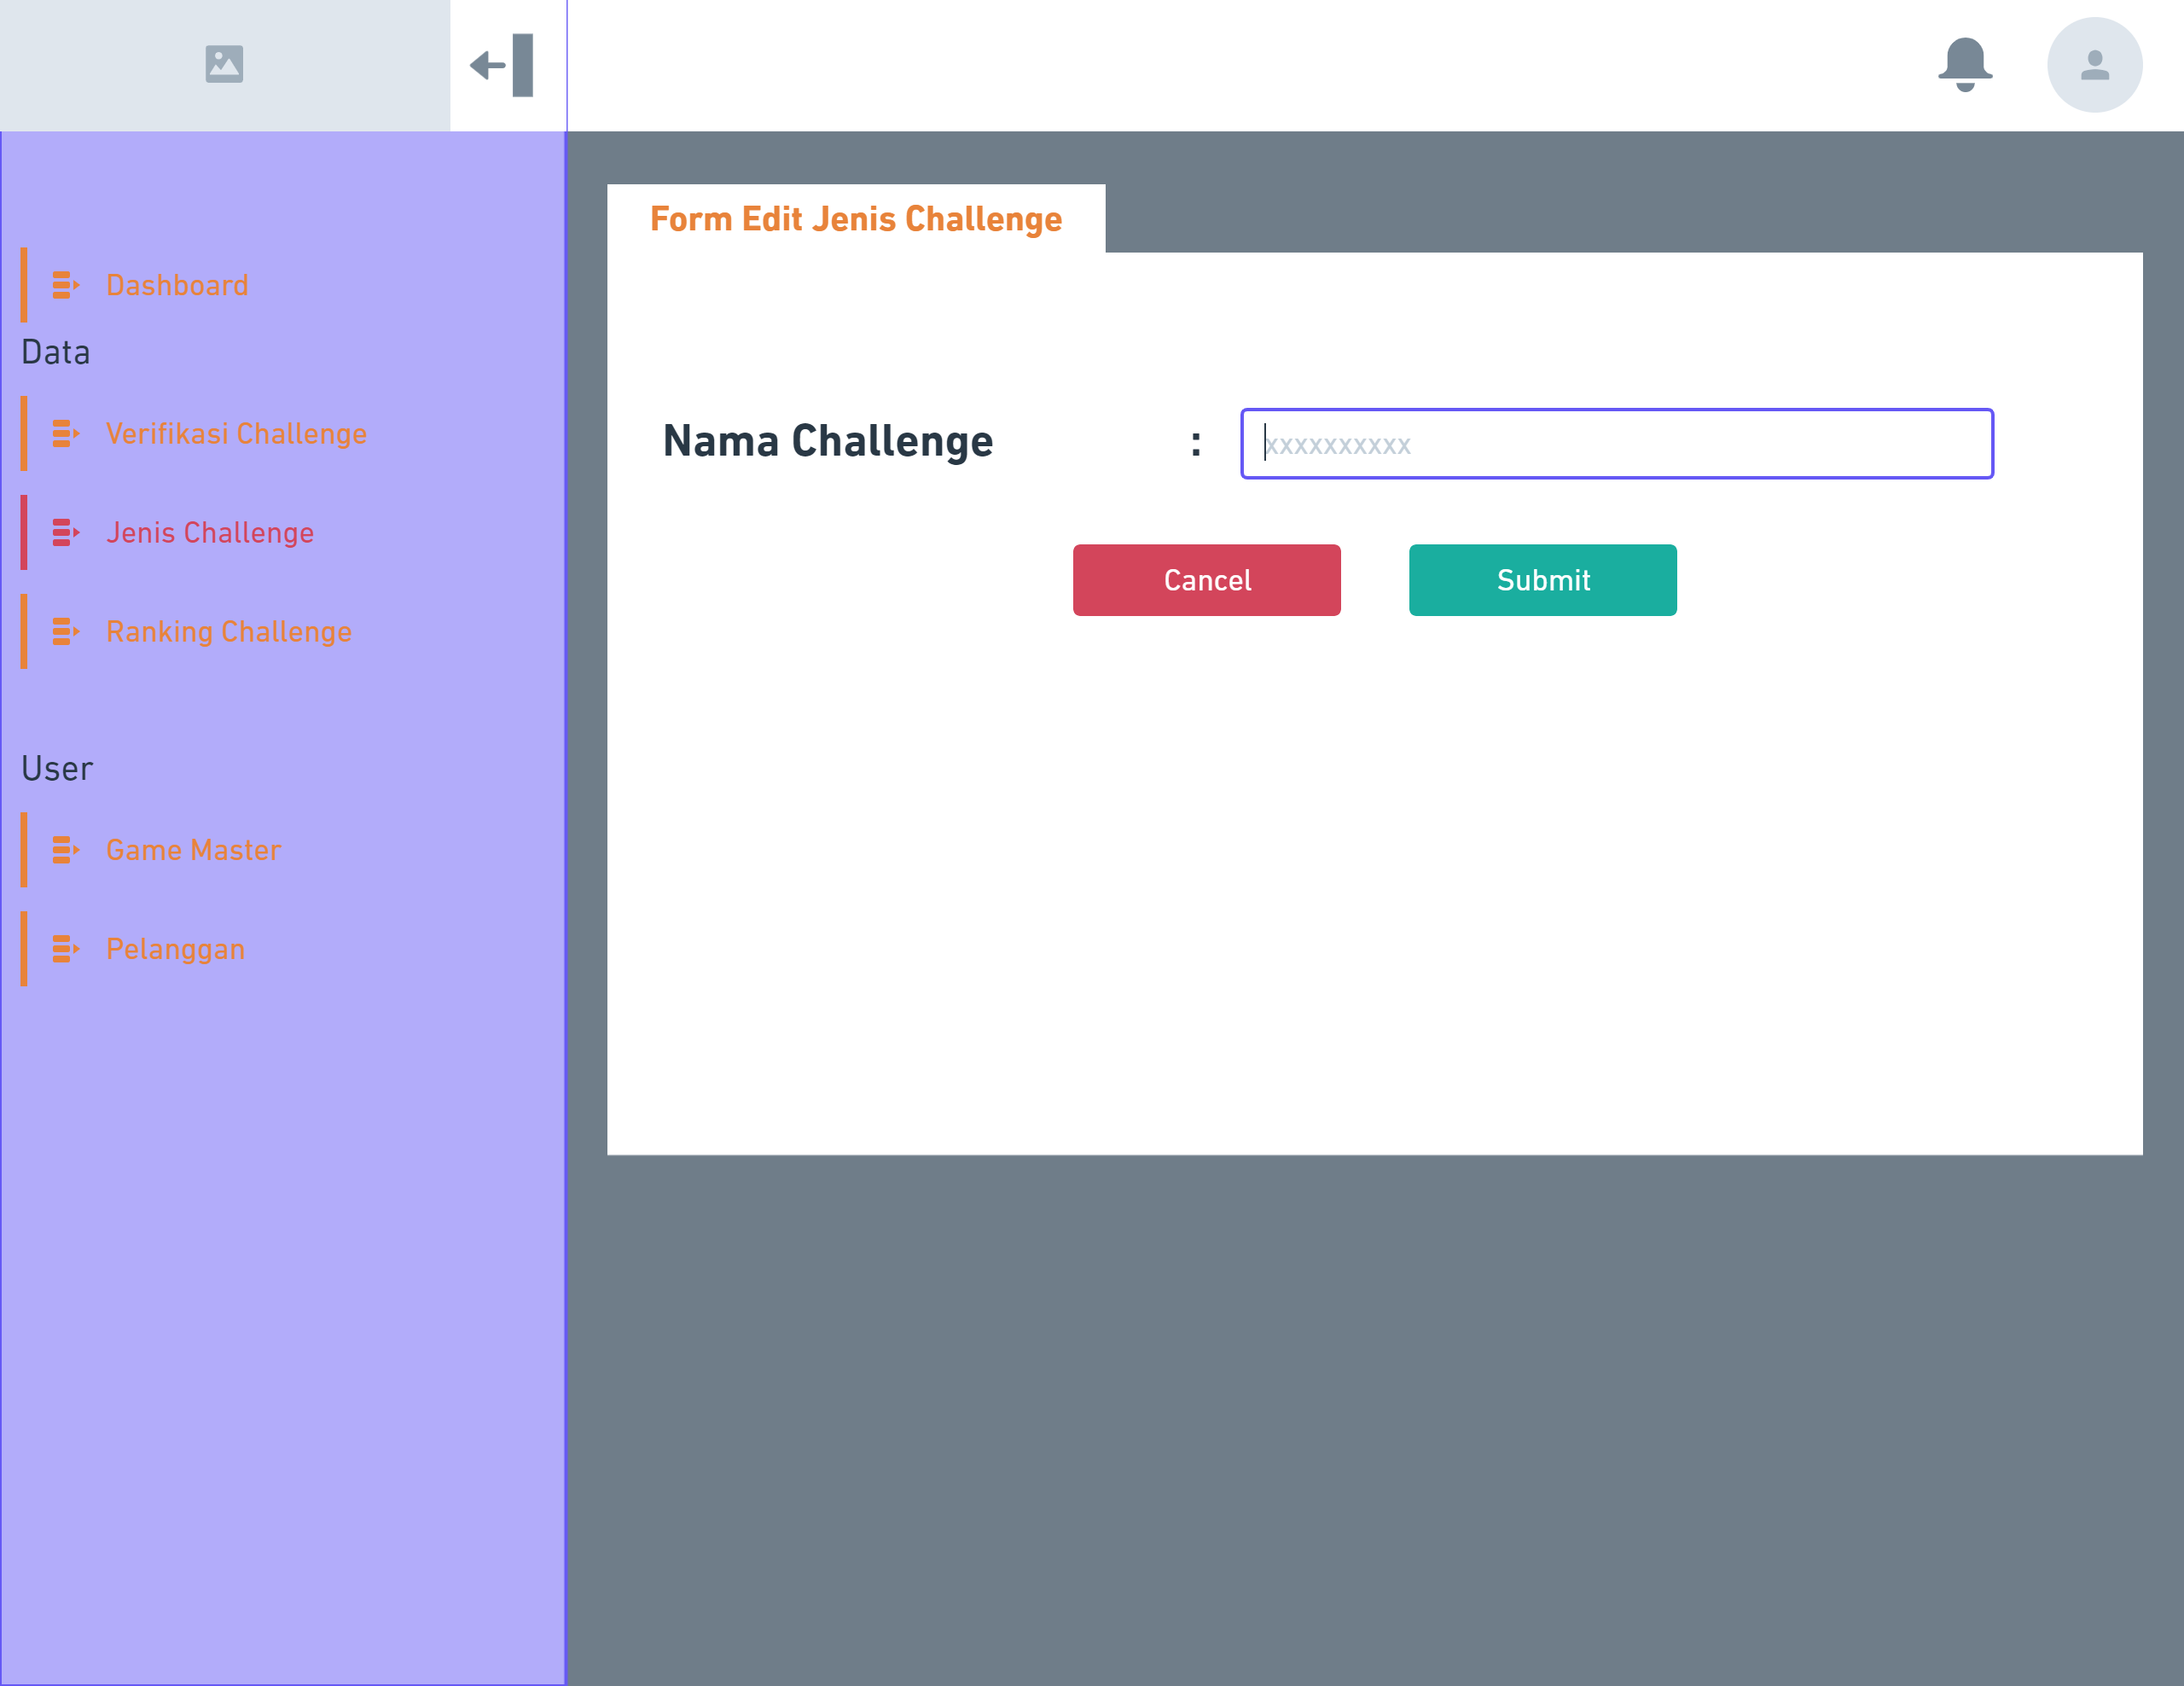 Dashboard
Data
Verifikasi Challenge
Jenis Challenge
Ranking Challenge
User
Game Master
Pelanggan
Form Edit Jenis Challenge
Nama Challenge :
xxxxxxxxxx
Cancel
Submit